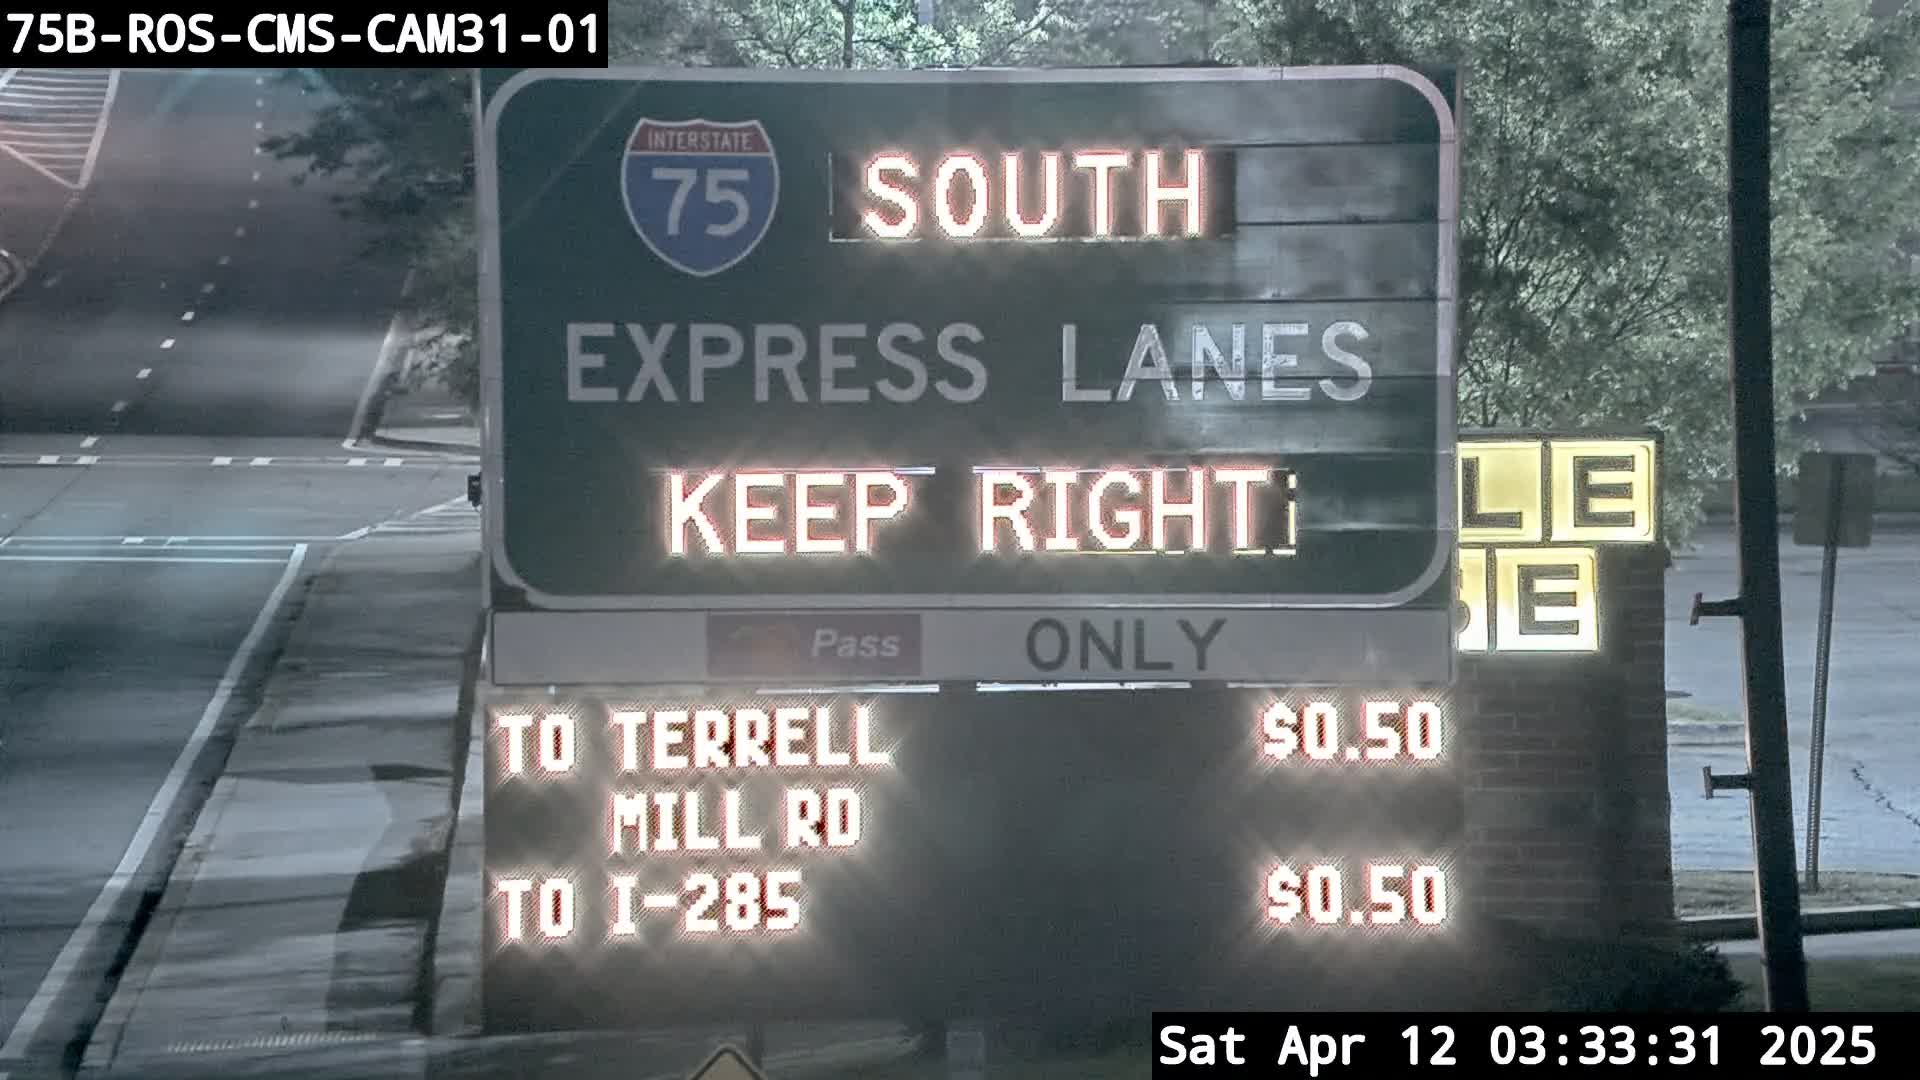 75B-ROS-CMS-CAM31-01
INTERSTATE
75
SOUTH
EXPRESS LANES
KEEP RIGHT
Pass ONLY
TO TERRELL $0.50
MILL RD
TO I-285 $0.50
LE
E
Sat Apr 12 03:33:31 2025